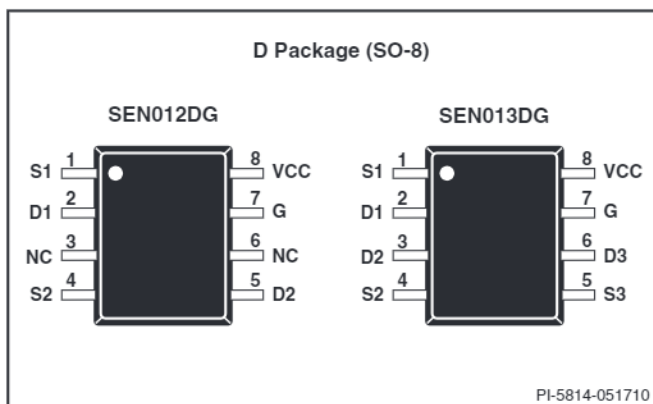 D Package (SO-8)
SEN012DG
S1 1 8 VCC
D1 2 7 G
NC 3 6 NC
S2 4 5 D2
SEN013DG
S1 1 8 VCC
D1 2 7 G
D2 3 6 D3
S2 4 5 S3
PI-5814-051710